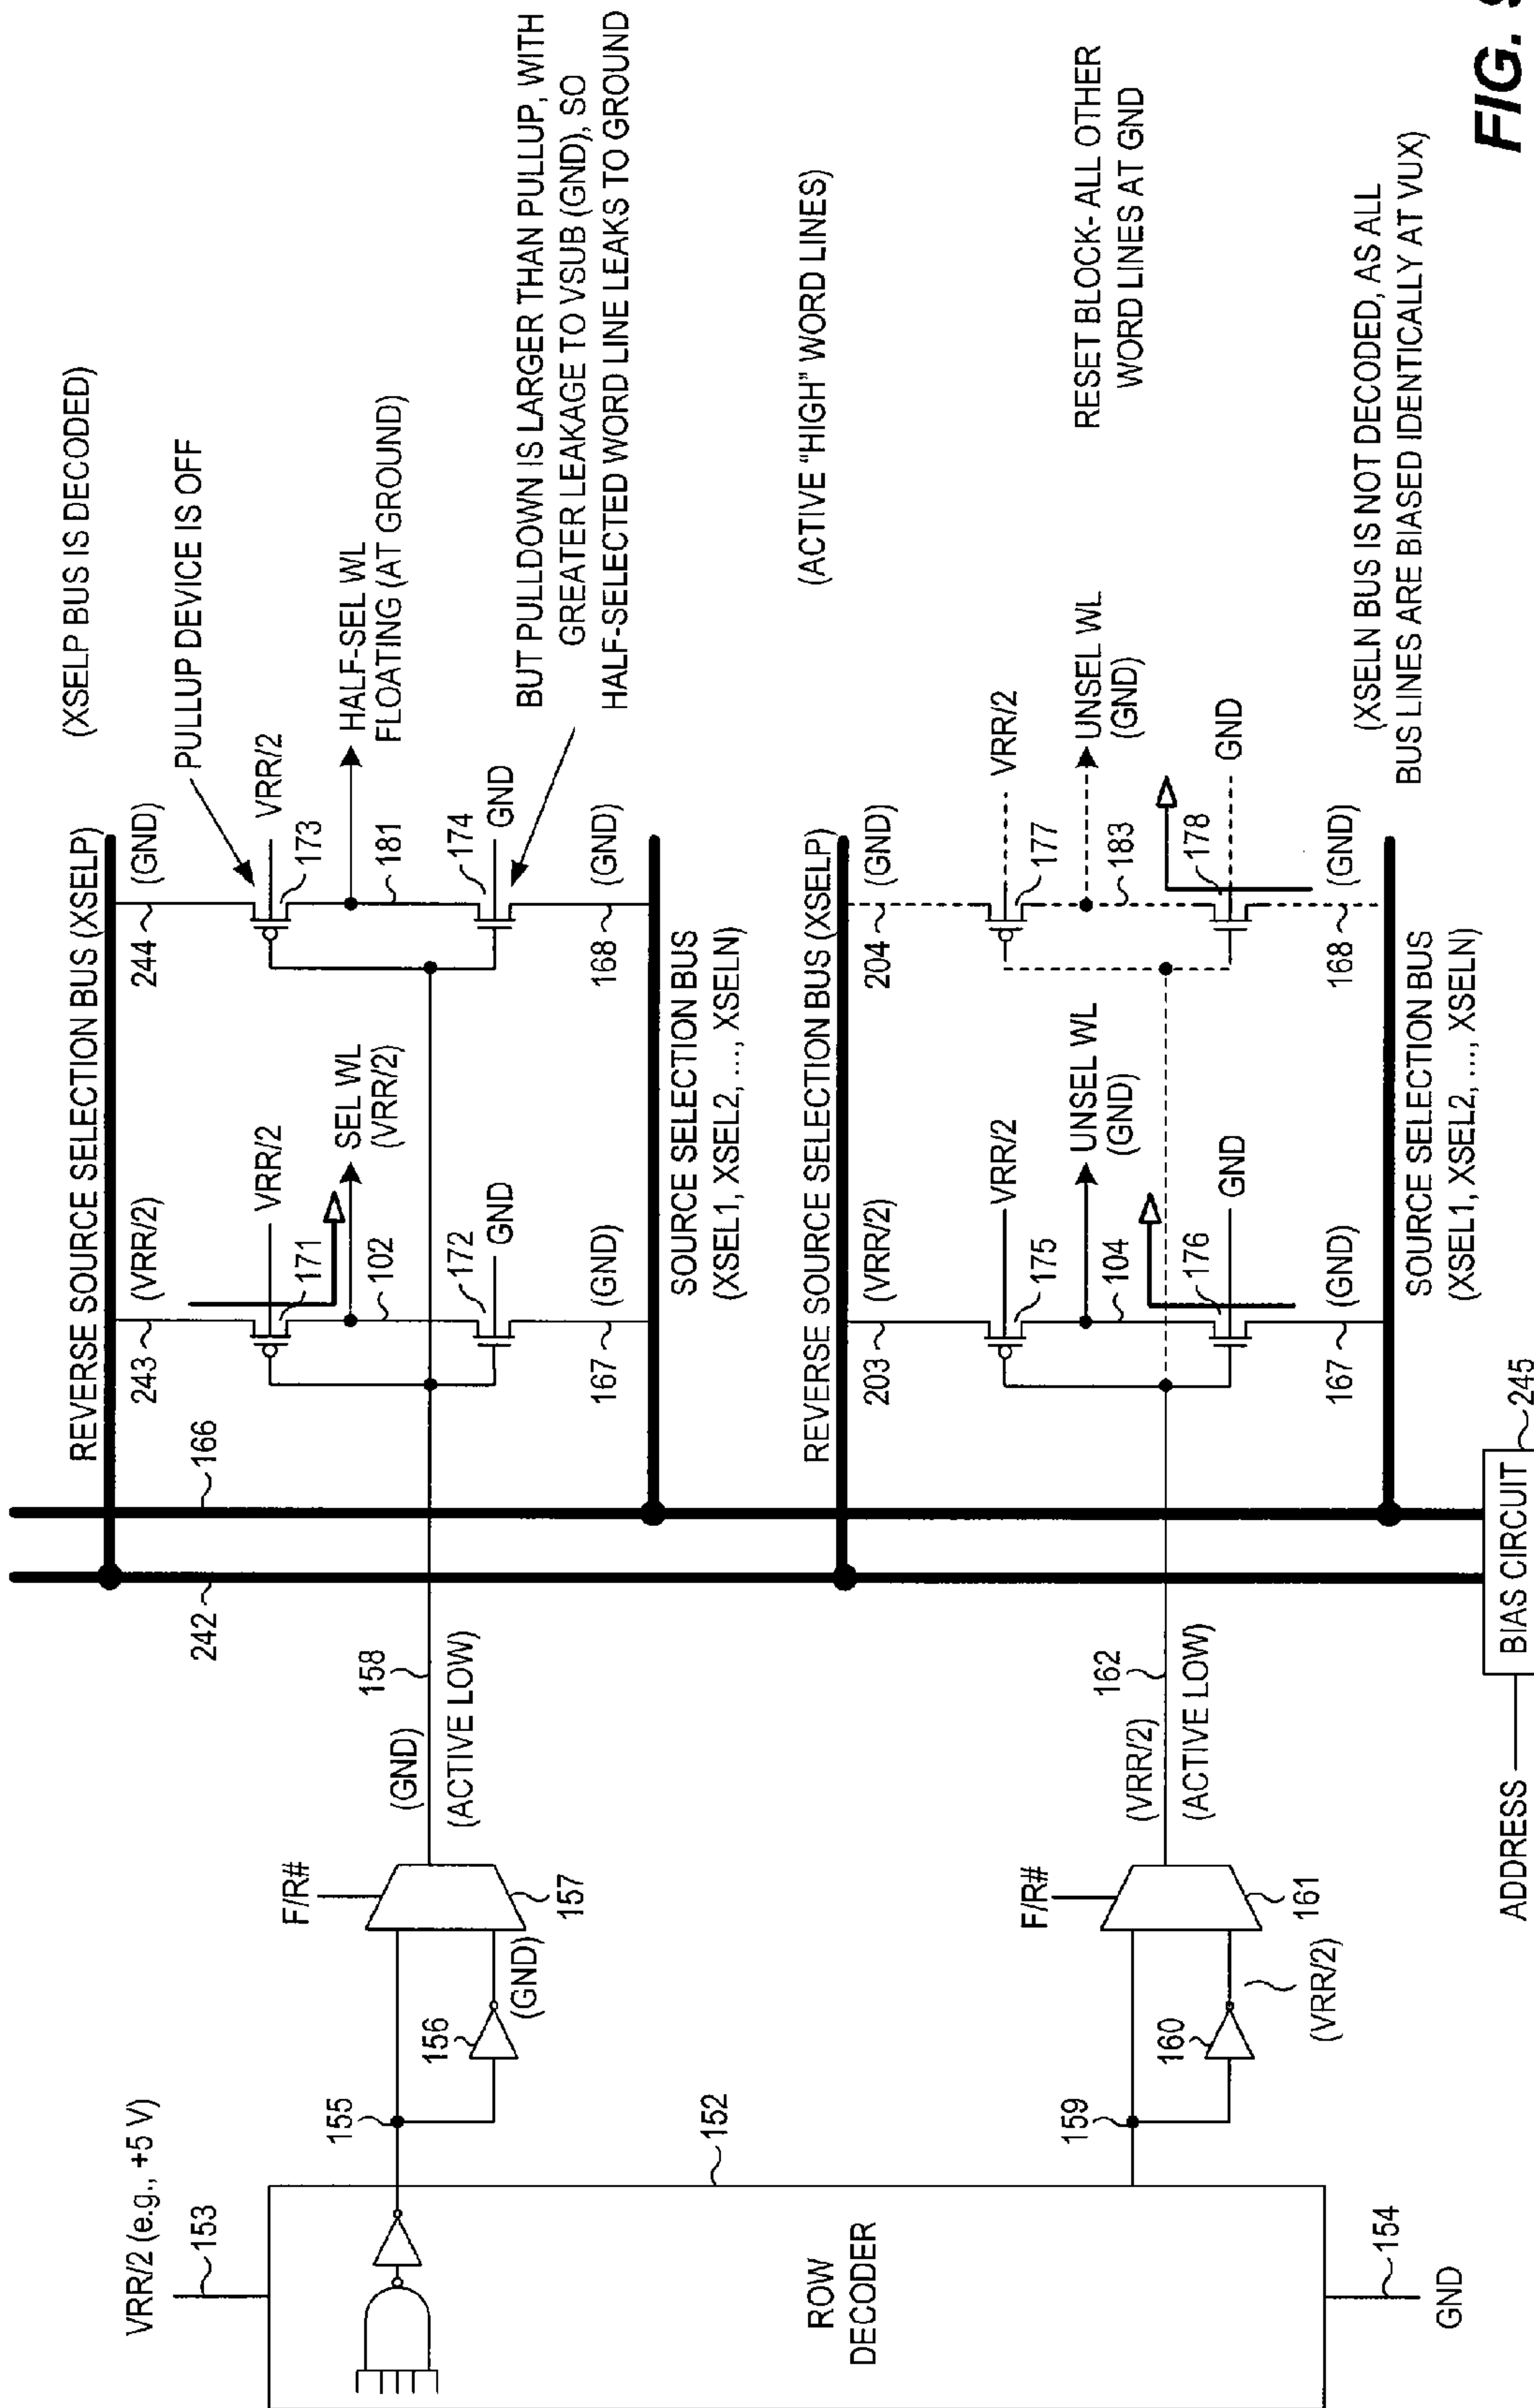 (XSELP BUS IS DECODED)
PULLUP DEVICE IS OFF
REVERSE SOURCE SELECTION BUS (XSELP)
243
(VRR/2)
244
(GND)
VRR/2
171
VRR/2
173
SEL WL
(VRR/2)
HALF-SEL WL
FLOATING (AT GROUND)
102
181
172
GND
174
GND
BUT PULLDOWN IS LARGER THAN PULLUP, WITH
GREATER LEAKAGE TO VSUB (GND), SO
HALF-SELECTED WORD LINE LEAKS TO GROUND
167
(GND)
168
(GND)
SOURCE SELECTION BUS
(XSEL1, XSEL2, ..., XSELN)
(ACTIVE "HIGH" WORD LINES)
242
166
VRR/2 (e.g., +5 V)
153
155
156
(GND)
F/R#
157
(GND)
158
(ACTIVE LOW)
152
ROW
DECODER
159
160
(VRR/2)
F/R#
161
(VRR/2)
162
(ACTIVE LOW)
154
GND
REVERSE SOURCE SELECTION BUS (XSELP)
203
(VRR/2)
204
(GND)
VRR/2
175
VRR/2
177
UNSEL WL
(GND)
UNSEL WL
(GND)
104
183
176
GND
178
GND
RESET BLOCK- ALL OTHER
WORD LINES AT GND
167
(GND)
168
(GND)
SOURCE SELECTION BUS
(XSEL1, XSEL2, ..., XSELN)
(XSELN BUS IS NOT DECODED, AS ALL
BUS LINES ARE BIASED IDENTICALLY AT VUX)
ADDRESS
BIAS CIRCUIT
245
FIG.